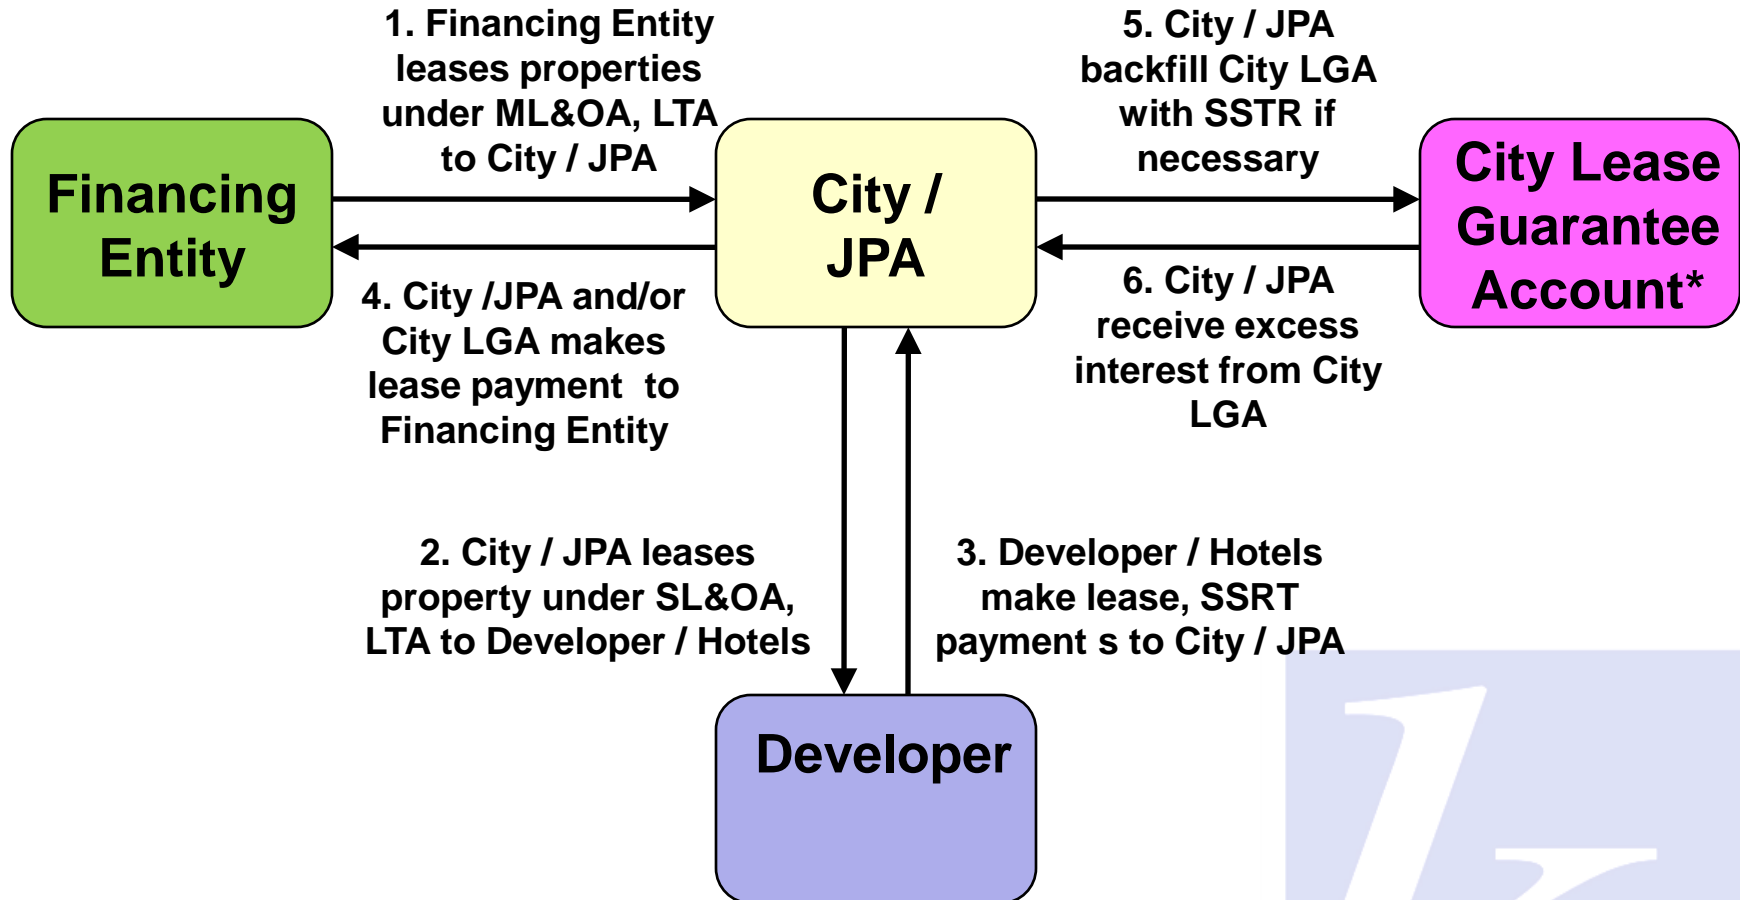 1. Financing Entity
leases properties
under ML&OA, LTA
to City / JPA
5. City / JPA
backfill City LGA
with SSTR if
necessary
Financing
Entity
City /
JPA
City Lease
Guarantee
Account*
4. City /JPA and/or
City LGA makes
lease payment  to
Financing Entity
6. City / JPA
receive excess
interest from City
LGA
2. City / JPA leases
property under SL&OA,
LTA to Developer / Hotels
3. Developer / Hotels
make lease, SSRT
payment s to City / JPA
Developer